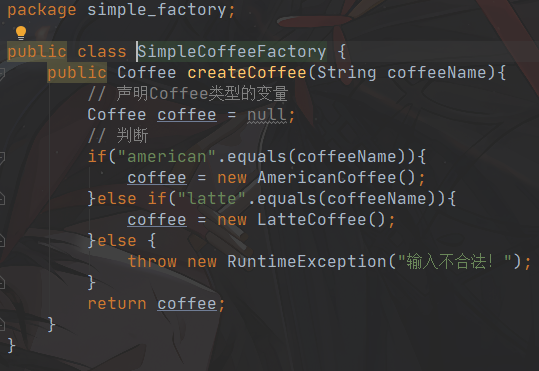 package simple_factory;
public class SimpleCoffeeFactory {
    public Coffee createCoffee(String coffeeName){
        // 声明Coffee类型的变量
        Coffee coffee = null;
        // 判断
        if("american".equals(coffeeName)){
            coffee = new AmericanCoffee();
        }else if("latte".equals(coffeeName)){
            coffee = new LatteCoffee();
        }else {
            throw new RuntimeException("输入不合法！");
        }
        return coffee;
    }
}